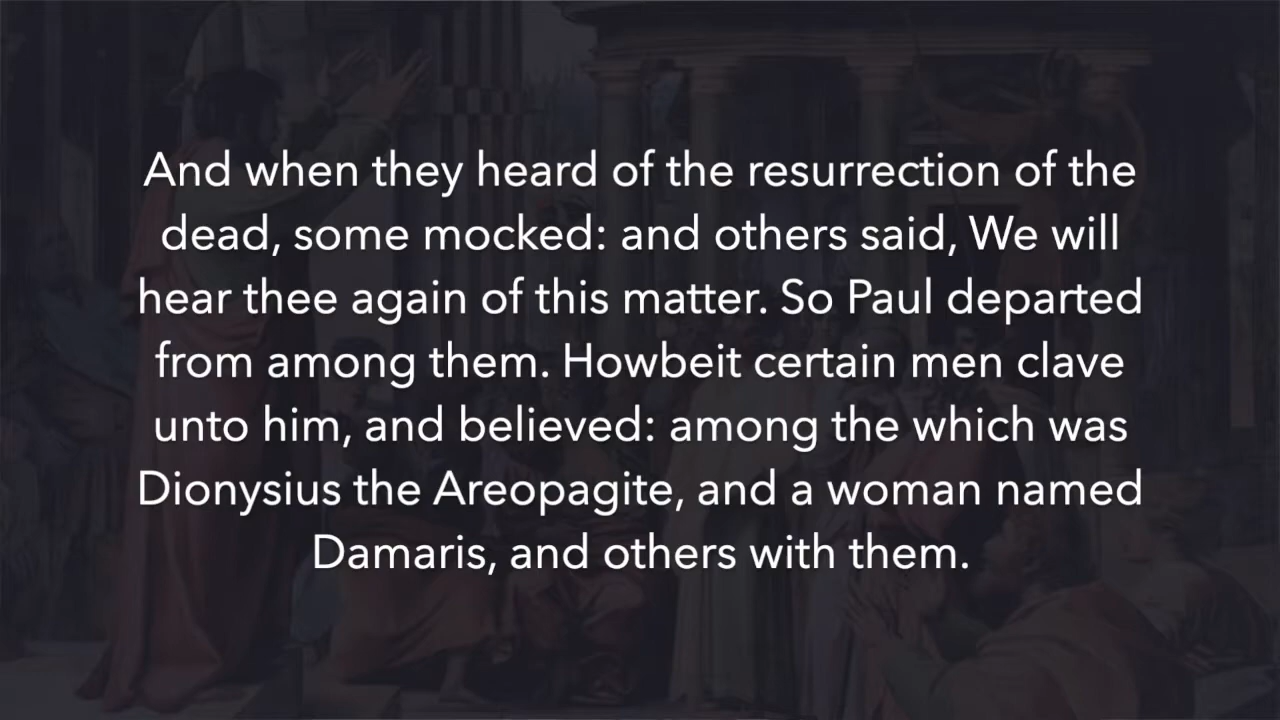 And when they heard of the resurrection of the
dead, some mocked: and others said, We will
hear thee again of this matter. So Paul departed
from among them. Howbeit certain men clave
unto him, and believed: among the which was
Dionysius the Areopagite, and a woman named
Damaris, and others with them.